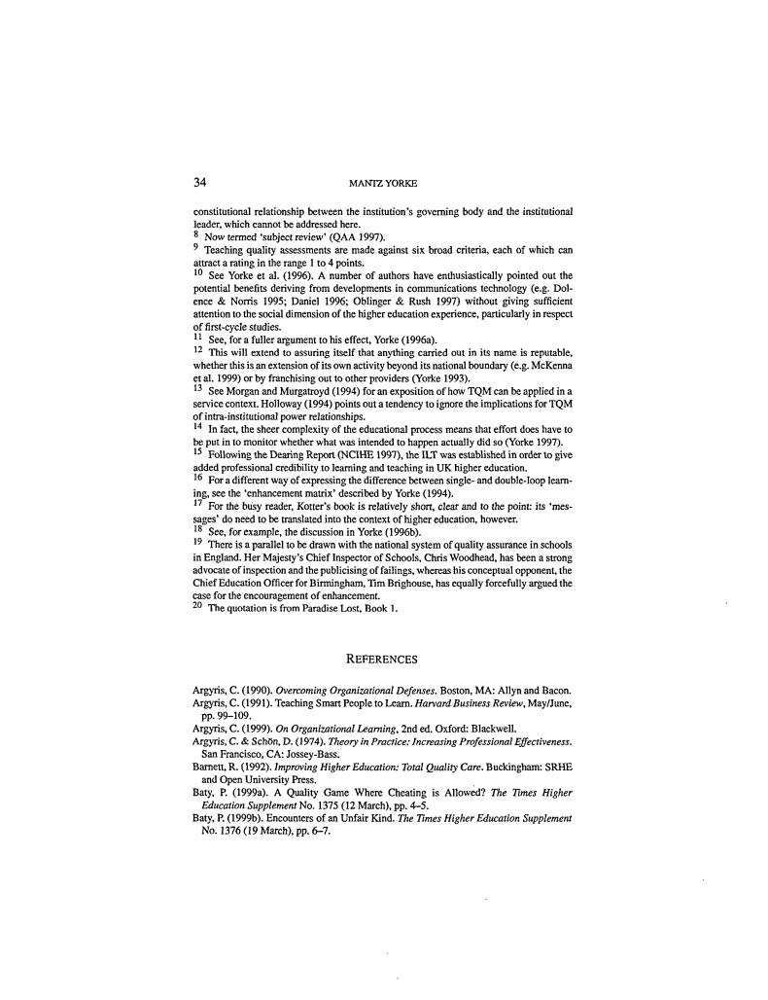 34 MANTZ YORKE
constitutional relationship between the institution's governing body and the institutional
leader, which cannot be addressed here.
8 Now termed 'subject review' (QAA 1997).
9 Teaching quality assessments are made against six broad criteria, each of which can
attract a rating in the range 1 to 4 points.
10 See Yorke et al. (1996). A number of authors have enthusiastically pointed out the
potential benefits deriving from developments in communications technology (e.g. Dol-
ence & Norris 1995; Daniel 1996; Oblinger & Rush 1997) without giving sufficient
attention to the social dimension of the higher education experience, particularly in respect
of first-cycle studies.
11 See, for a fuller argument to his effect, Yorke (1996a).
12 This will extend to assuring itself that anything carried out in its name is reputable,
whether this is an extension of its own activity beyond its national boundary (e.g. McKenna
et al. 1999) or by franchising out to other providers (Yorke 1993).
13 See Morgan and Murgatroyd (1994) for an exposition of how TQM can be applied in a
service context. Holloway (1994) points out a tendency to ignore the implications for TQM
of intra-institutional power relationships.
14 In fact, the sheer complexity of the educational process means that effort does have to
be put in to monitor whether what was intended to happen actually did so (Yorke 1997).
15 Following the Dearing Report (NCIHE 1997), the ILT was established in order to give
added professional credibility to learning and teaching in UK higher education.
16 For a different way of expressing the difference between single- and double-loop learn-
ing, see the 'enhancement matrix' described by Yorke (1994).
17 For the busy reader, Kotter's book is relatively short, clear and to the point: its 'mes-
sages' do need to be translated into the context of higher education, however.
18 See, for example, the discussion in Yorke (1996b).
19 There is a parallel to be drawn with the national system of quality assurance in schools
in England. Her Majesty's Chief Inspector of Schools, Chris Woodhead, has been a strong
advocate of inspection and the publicising of failings, whereas his conceptual opponent, the
Chief Education Officer for Birmingham, Tim Brighouse, has equally forcefully argued the
case for the encouragement of enhancement.
20 The quotation is from Paradise Lost, Book 1.
REFERENCES
Argyris, C. (1990). Overcoming Organizational Defenses. Boston, MA: Allyn and Bacon.
Argyris, C. (1991). Teaching Smart People to Learn. Harvard Business Review, May/June,
pp. 99–109.
Argyris, C. (1999). On Organizational Learning, 2nd ed. Oxford: Blackwell.
Argyris, C. & Schön, D. (1974). Theory in Practice: Increasing Professional Effectiveness.
San Francisco, CA: Jossey-Bass.
Barnett, R. (1992). Improving Higher Education: Total Quality Care. Buckingham: SRHE
and Open University Press.
Baty, P. (1999a). A Quality Game Where Cheating is Allowed? The Times Higher
Education Supplement No. 1375 (12 March), pp. 4–5.
Baty, P. (1999b). Encounters of an Unfair Kind. The Times Higher Education Supplement
No. 1376 (19 March), pp. 6–7.